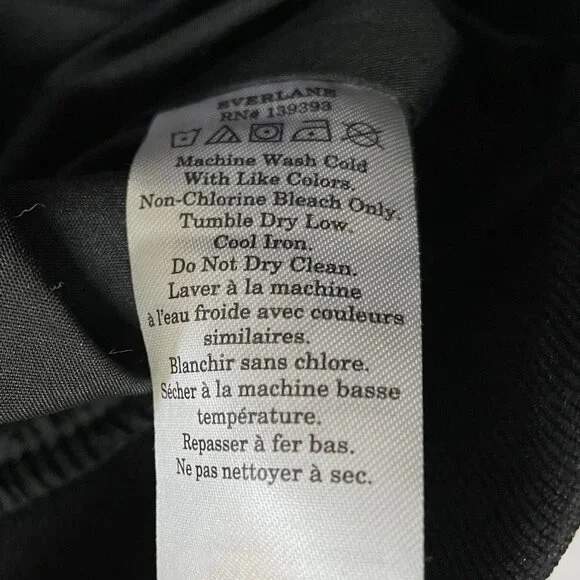 EVERLANE
RN# 139393
Machine Wash Cold
With Like Colors.
Non-Chlorine Bleach Only.
Tumble Dry Low.
Cool Iron.
Do Not Dry Clean.
Laver à la machine
à l'eau froide avec couleurs
similaires.
Blanchir sans chlore.
Sécher à la machine basse
température.
Repasser à fer bas.
Ne pas nettoyer à sec.